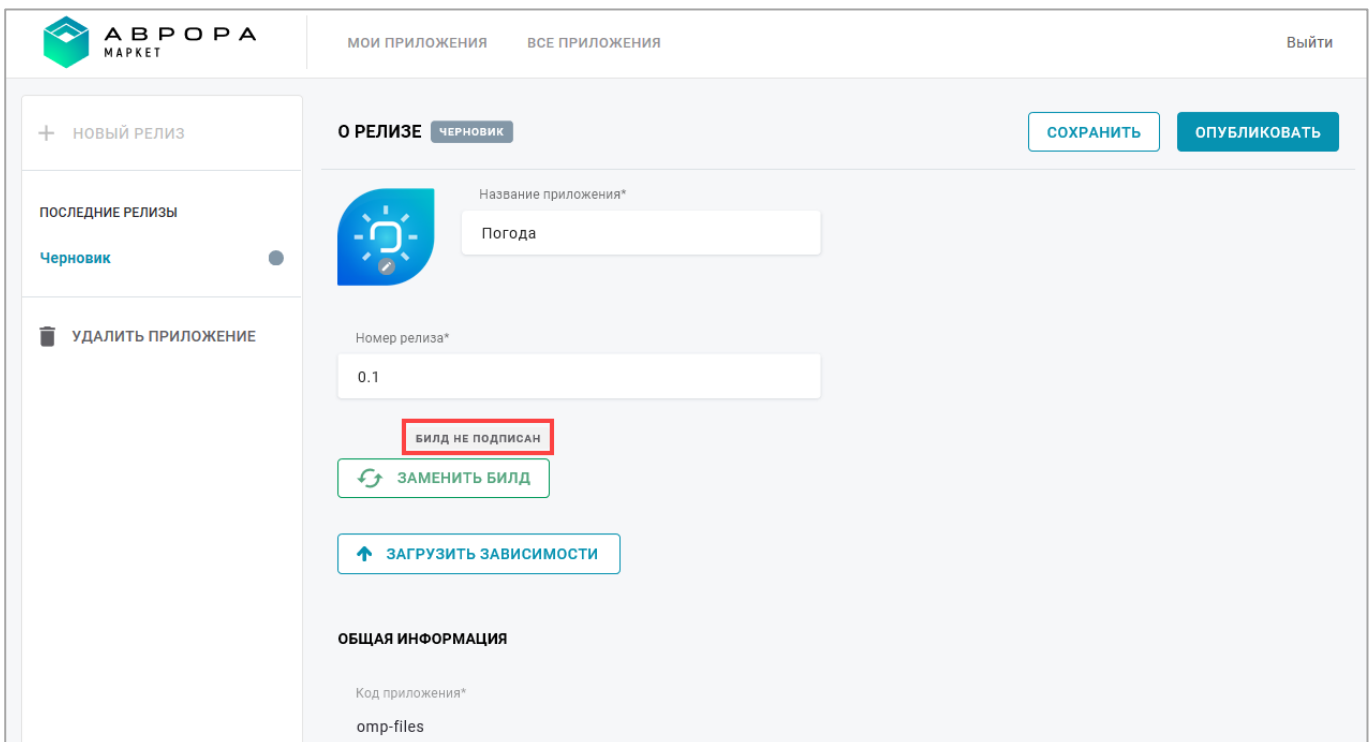 АВРОРА
МАРКЕТ
МОИ ПРИЛОЖЕНИЯ
ВСЕ ПРИЛОЖЕНИЯ
Выйти
НОВЫЙ РЕЛИЗ
ПОСЛЕДНИЕ РЕЛИЗЫ
Черновик
УДАЛИТЬ ПРИЛОЖЕНИЕ
О РЕЛИЗЕ
ЧЕРНОВИК
СОХРАНИТЬ
ОПУБЛИКОВАТЬ
Название приложения*
Погода
Номер релиза*
0.1
БИЛД НЕ ПОДПИСАН
ЗАМЕНИТЬ БИЛД
ЗАГРУЗИТЬ ЗАВИСИМОСТИ
ОБЩАЯ ИНФОРМАЦИЯ
Код приложения*
omp-files